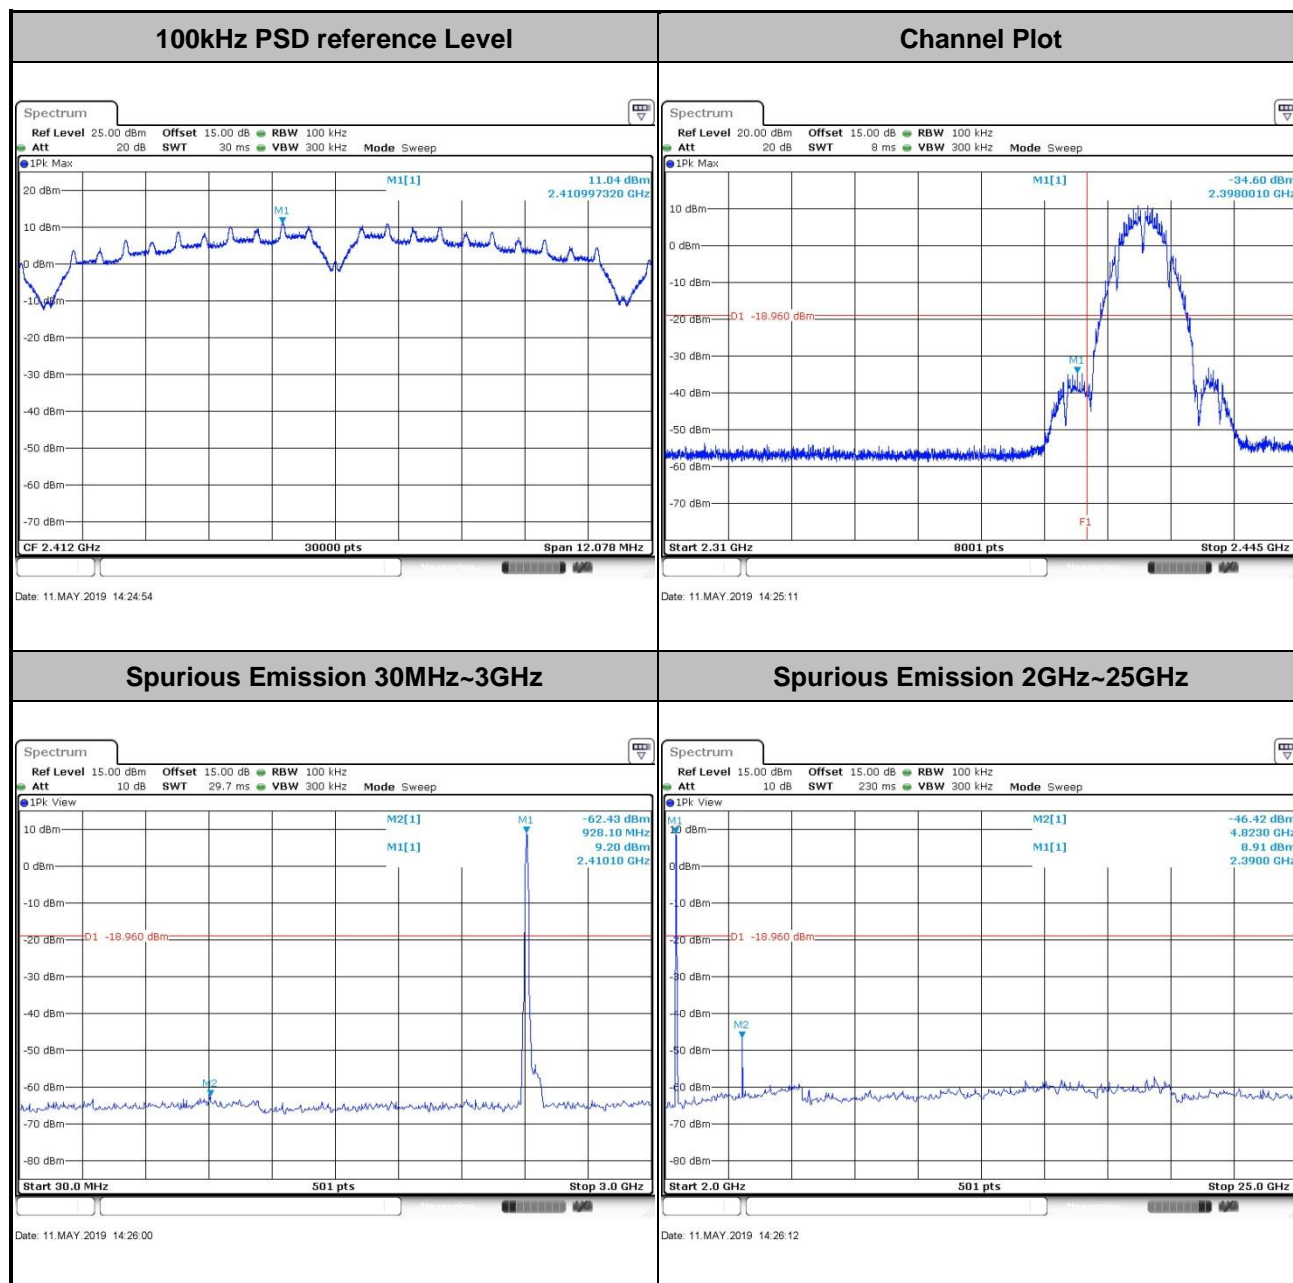 100kHz PSD reference Level
Spectrum
Ref Level 25.00 dBm Offset 15.00 dB RBW 100 kHz
Att 20 dB SWT 30 ms VBW 300 kHz Mode Sweep
1Pk Max
M1[1] 11.04 dBm
2.410997320 GHz
20 dBm
M1
10 dBm
0 dBm
-10 dBm
-20 dBm
-30 dBm
-40 dBm
-50 dBm
-60 dBm
-70 dBm
CF 2.412 GHz 30000 pts Span 12.078 MHz
Date: 11.MAY.2019 14:24:54
Channel Plot
Spectrum
Ref Level 20.00 dBm Offset 15.00 dB RBW 100 kHz
Att 20 dB SWT 8 ms VBW 300 kHz Mode Sweep
1Pk Max
M1[1] -34.60 dBm
2.3980010 GHz
10 dBm
0 dBm
-10 dBm
-20 dBm
D1 -18.960 dBm
-30 dBm
M1
-40 dBm
-50 dBm
-60 dBm
-70 dBm
F1
Start 2.31 GHz 8001 pts Stop 2.445 GHz
Date: 11.MAY.2019 14:25:11
Spurious Emission 30MHz~3GHz
Spectrum
Ref Level 15.00 dBm Offset 15.00 dB RBW 100 kHz
Att 10 dB SWT 29.7 ms VBW 300 kHz Mode Sweep
1Pk View
M2[1] -62.43 dBm
928.10 MHz
M1[1] 9.20 dBm
2.41010 GHz
M1
10 dBm
0 dBm
-10 dBm
-20 dBm
D1 -18.960 dBm
-30 dBm
-40 dBm
-50 dBm
-60 dBm
M2
-70 dBm
-80 dBm
Start 30.0 MHz 501 pts Stop 3.0 GHz
Date: 11.MAY.2019 14:26:00
Spurious Emission 2GHz~25GHz
Spectrum
Ref Level 15.00 dBm Offset 15.00 dB RBW 100 kHz
Att 10 dB SWT 230 ms VBW 300 kHz Mode Sweep
1Pk View
M2[1] -46.42 dBm
4.8230 GHz
M1[1] 8.91 dBm
2.3900 GHz
M1
10 dBm
0 dBm
-10 dBm
-20 dBm
D1 -18.960 dBm
-30 dBm
-40 dBm
M2
-50 dBm
-60 dBm
-70 dBm
-80 dBm
Start 2.0 GHz 501 pts Stop 25.0 GHz
Date: 11.MAY.2019 14:26:12